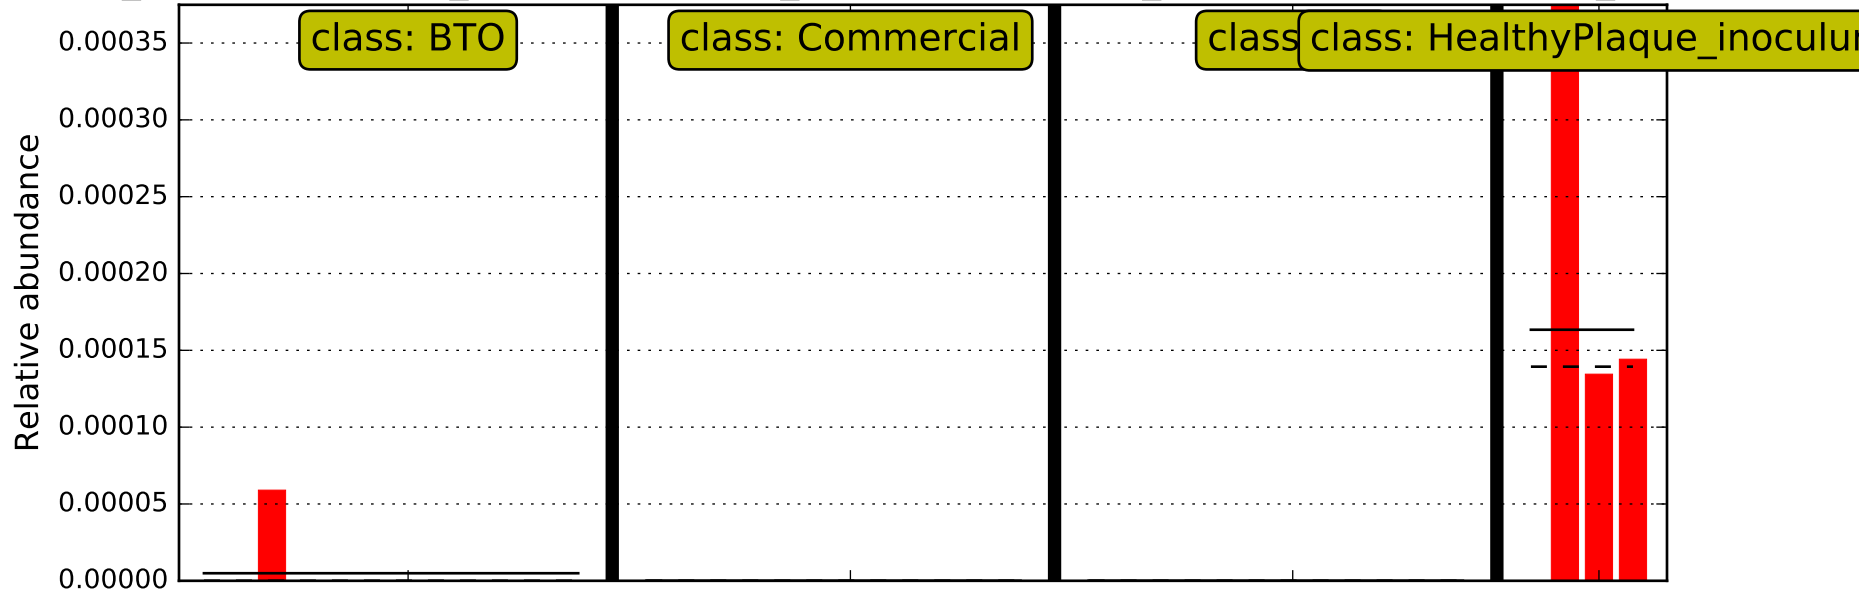 class: BTO
class: Commercial
class
class: HealthyPlaque_inoculu
0.00035
0.00030
0.00025
0.00020
0.00015
0.00010
0.00005
0.00000
Relative abundance